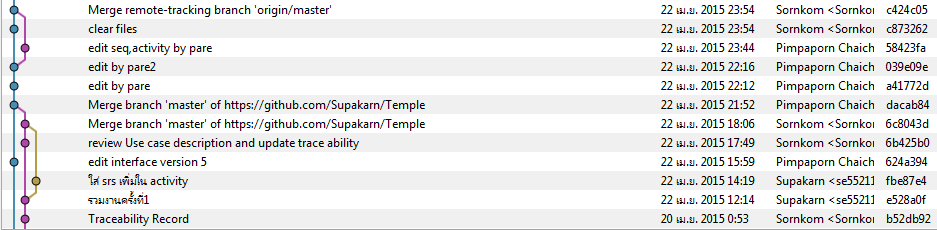 Merge remote-tracking branch 'origin/master' 22 เม.ย. 2015 23:54 Sornkom <Sornkor c424c05
clear files 22 เม.ย. 2015 23:54 Sornkom <Sornkor c873262
edit seq,activity by pare 22 เม.ย. 2015 23:44 Pimpaporn Chaich 58423fa
edit by pare2 22 เม.ย. 2015 22:16 Pimpaporn Chaich 039e09e
edit by pare 22 เม.ย. 2015 22:12 Pimpaporn Chaich a41772d
Merge branch 'master' of https://github.com/Supakarn/Temple 22 เม.ย. 2015 21:52 Pimpaporn Chaich dacab84
Merge branch 'master' of https://github.com/Supakarn/Temple 22 เม.ย. 2015 18:06 Sornkom <Sornkor 6c8043d
review Use case description and update trace ability 22 เม.ย. 2015 17:49 Sornkom <Sornkor 6b425b0
edit interface version 5 22 เม.ย. 2015 15:59 Pimpaporn Chaich 624a394
ใส่ srs เพิ่มใน activity 22 เม.ย. 2015 14:19 Supakarn <se55211 fbe87e4
รวมงานครั้งที่1 22 เม.ย. 2015 12:14 Supakarn <se55211 e528a0f
Traceability Record 20 เม.ย. 2015 0:53 Sornkom <Sornkor b52db92